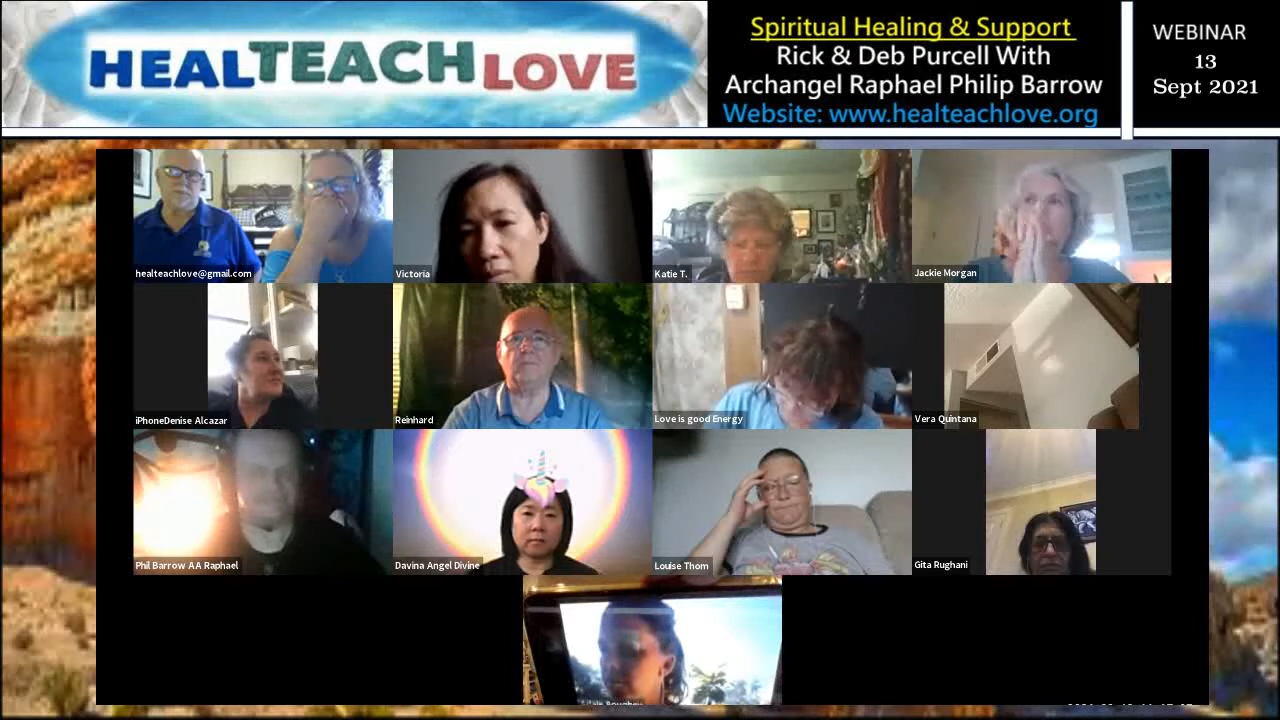 HEALTEACHLOVE
Spiritual Healing & Support
Rick & Deb Purcell With
Archangel Raphael Philip Barrow
Website: www.healteachlove.org
WEBINAR
13
Sept 2021
healteachlove@gmail.com
Victoria
Katie T.
Jackie Morgan
iPhoneDenise Alcazar
Reinhard
Love is good Energy
Vera Quintana
Phil Barrow AA Raphael
Davina Angel Divine
Louise Thom
Gita Rughani